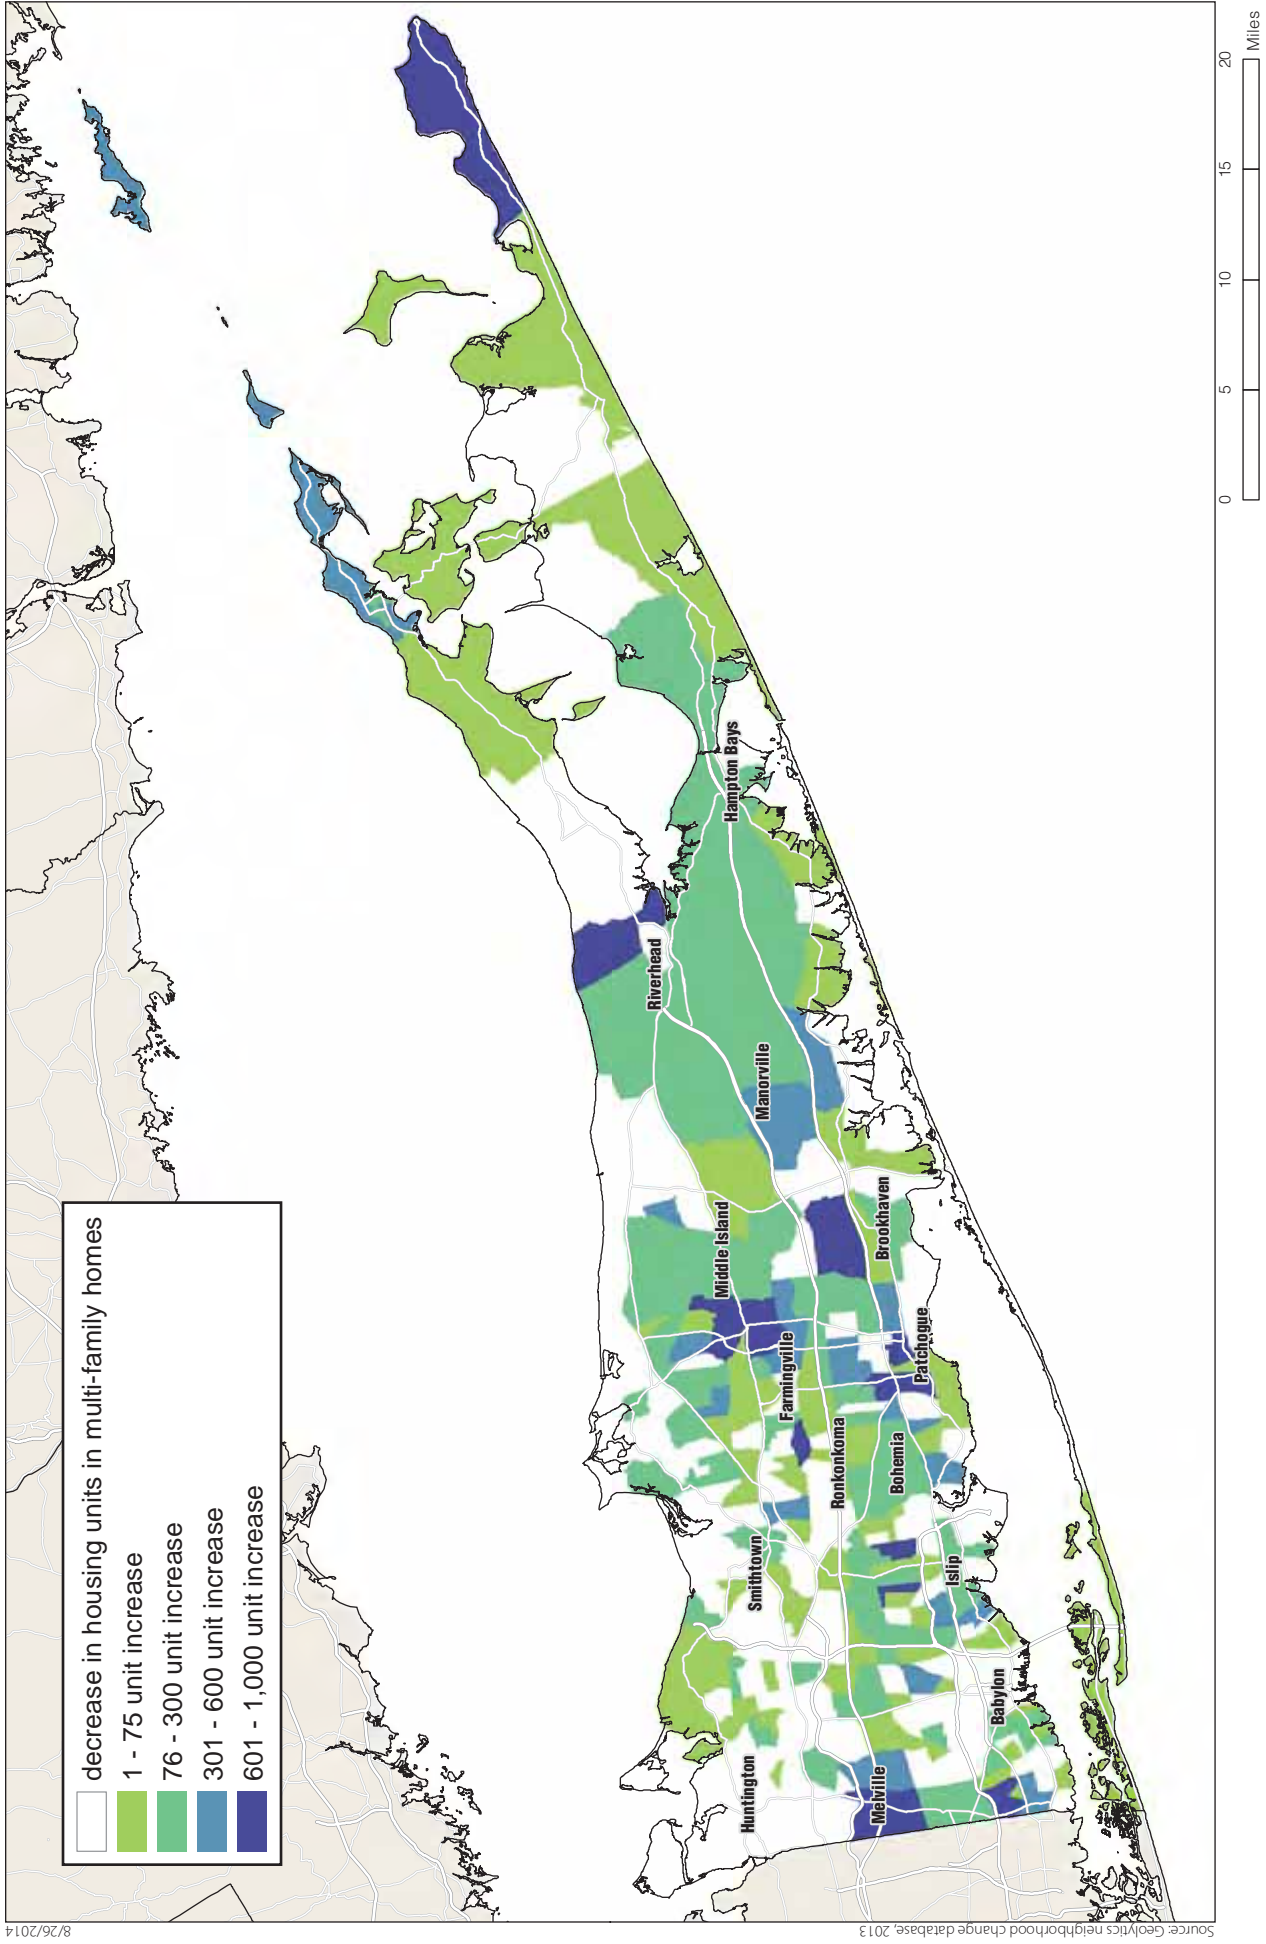 decrease in housing units in multi-family homes
1 - 75 unit increase
76 - 300 unit increase
301 - 600 unit increase
601 - 1,000 unit increase
Huntington
Melville
Babylon
Smithtown
Islip
Ronkonkoma
Bohemia
Farmingville
Patchogue
Middle Island
Brookhaven
Manorville
Riverhead
Hampton Bays
0 5 10 15 20
Miles
8/26/2014
Source: Geolytics neighborhood change database, 2013